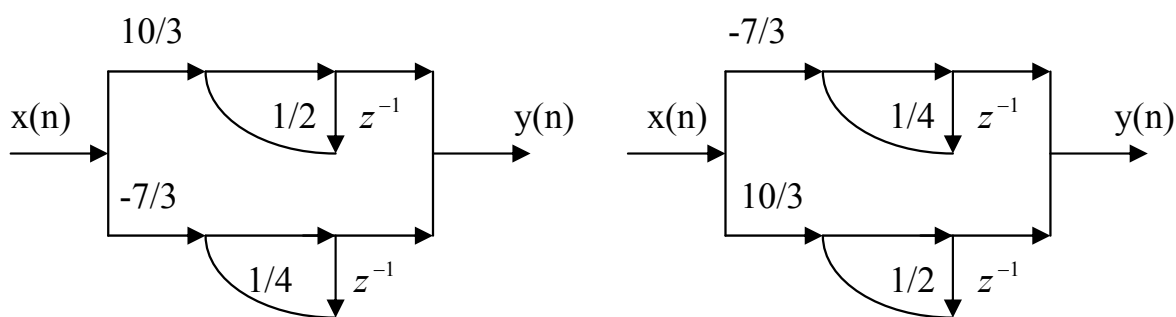 10/3
x(n)
1/2 z⁻¹
y(n)
-7/3
1/4 z⁻¹
-7/3
x(n)
1/4 z⁻¹
y(n)
10/3
1/2 z⁻¹